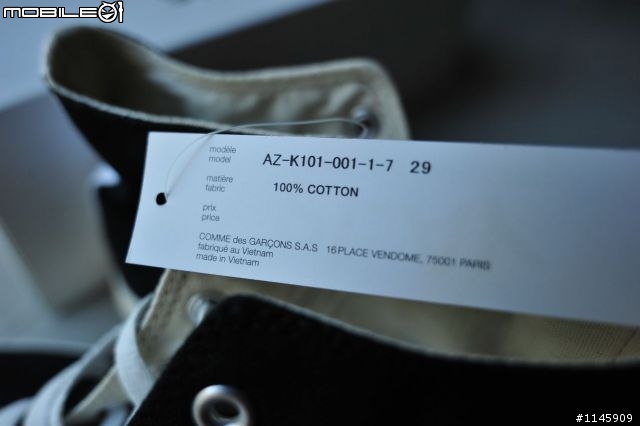 MOBILE01
modèle
model AZ-K101-001-1-7 29
matière
fabric 100% COTTON
prix
price
COMME des GARÇONS S.A.S 16 PLACE VENDOME, 75001 PARIS
fabriqué au Vietnam
made in Vietnam
#1145909